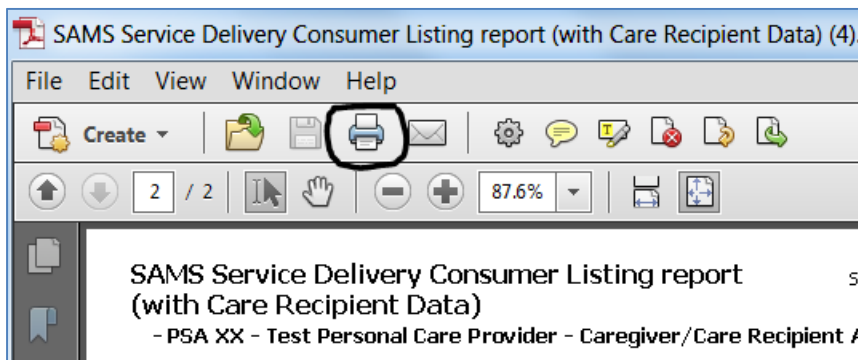 SAMS Service Delivery Consumer Listing report (with Care Recipient Data) (4).
File Edit View Window Help
Create
2 / 2 87.6%
SAMS Service Delivery Consumer Listing report
(with Care Recipient Data)
- PSA XX - Test Personal Care Provider - Caregiver/Care Recipient A